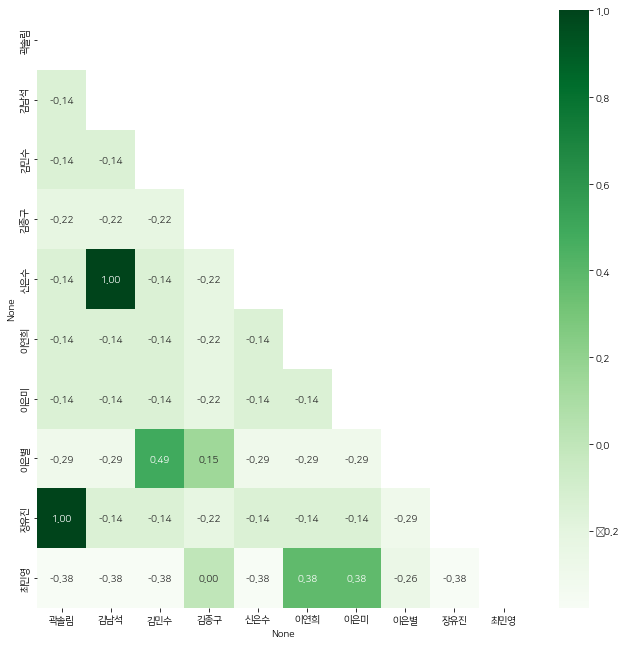 1.0
곽솔림
김남석 -0.14 0.8
김민수 -0.14 -0.14
0.6
김종구 -0.22 -0.22 -0.22
신은수 -0.14 1.00 -0.14 -0.22
None
0.4
이연희 -0.14 -0.14 -0.14 -0.22 -0.14
0.2
이은미 -0.14 -0.14 -0.14 -0.22 -0.14 -0.14
0.0
이은별 -0.29 -0.29 0.49 0.15 -0.29 -0.29 -0.29
장유진 1.00 -0.14 -0.14 -0.22 -0.14 -0.14 -0.14 -0.29
0.2
최민영 -0.38 -0.38 -0.38 0.00 -0.38 0.38 0.38 -0.26 -0.38
곽솔림 김남석 김민수 김종구 신은수 이연희 이은미 이은별 장유진 최민영
None